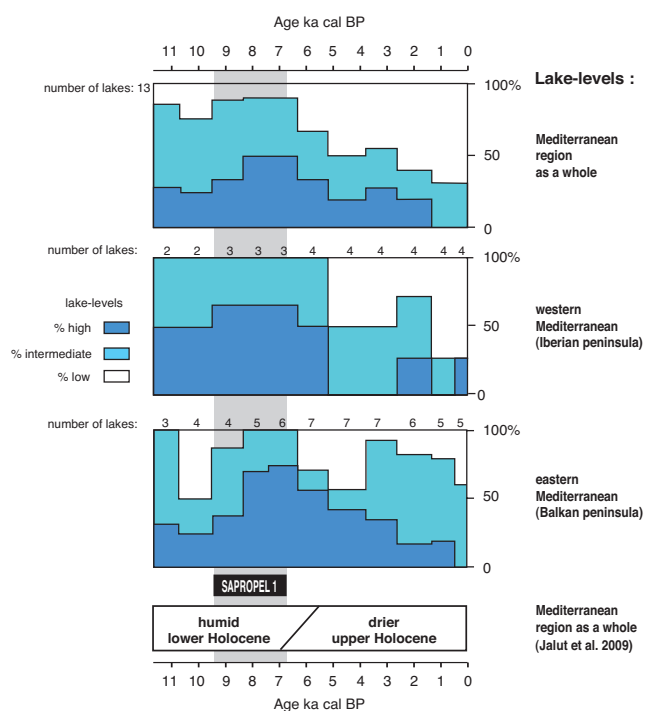 Age ka cal BP
11 10 9 8 7 6 5 4 3 2 1 0
number of lakes: 13
100%
50
0
Lake-levels :
Mediterranean
region
as a whole
number of lakes: 2 2 3 3 3 4 4 4 4 4 4
100%
50
0
lake-levels
% high
% intermediate
% low
western
Mediterranean
(Iberian peninsula)
number of lakes: 3 4 4 5 6 7 7 7 6 5 5
100%
50
0
eastern
Mediterranean
(Balkan peninsula)
SAPROPEL 1
humid
lower Holocene
drier
upper Holocene
Mediterranean
region as a whole
(Jalut et al. 2009)
11 10 9 8 7 6 5 4 3 2 1 0
Age ka cal BP